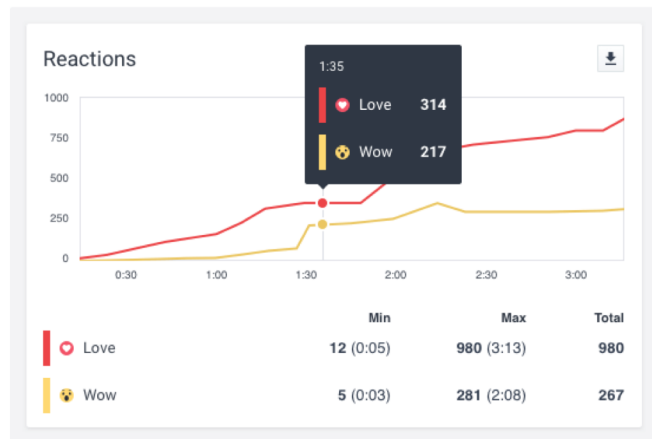 Reactions
1:35
Love 314
Wow 217
1000
750
500
250
0
0:30 1:00 1:30 2:00 2:30 3:00
Min Max Total
Love 12 (0:05) 980 (3:13) 980
Wow 5 (0:03) 281 (2:08) 267